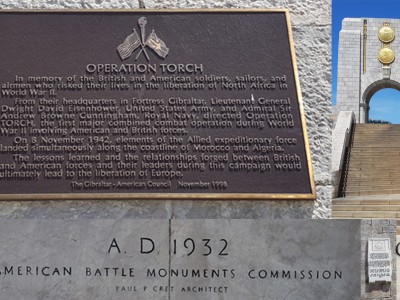 OPERATION TORCH
In memory of the British and American soldiers, sailors, and
airmen who risked their lives in the liberation of North Africa in
World War II.
From their headquarters in Fortress Gibraltar, Lieutenant General
Dwight David Eisenhower, United States Army, and Admiral Sir
Andrew Browne Cunningham, Royal Navy, directed Operation
TORCH, the first major combined combat operation during World
War II involving American and British forces.
On 8 November 1942, elements of the Allied expeditionary force
landed simultaneously along the coastline of Morocco and Algeria.
The lessons learned and the relationships forged between British
and American forces and their leaders during this campaign would
ultimately lead to the liberation of Europe.
The Gibraltar-American Council November 1998
A.D. 1932
AMERICAN BATTLE MONUMENTS COMMISSION
PAUL P. CRET ARCHITECT